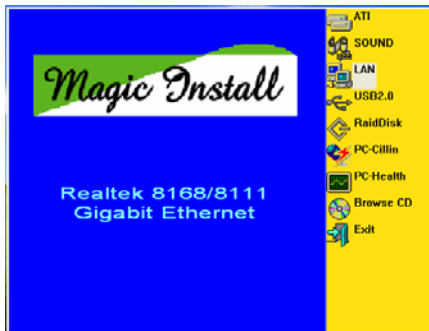 Magic Install
Realtek 8168/8111
Gigabit Ethernet
ATI
SOUND
LAN
USB2.0
RaidDisk
PC-Cillin
PC-Health
Browse CD
Exit